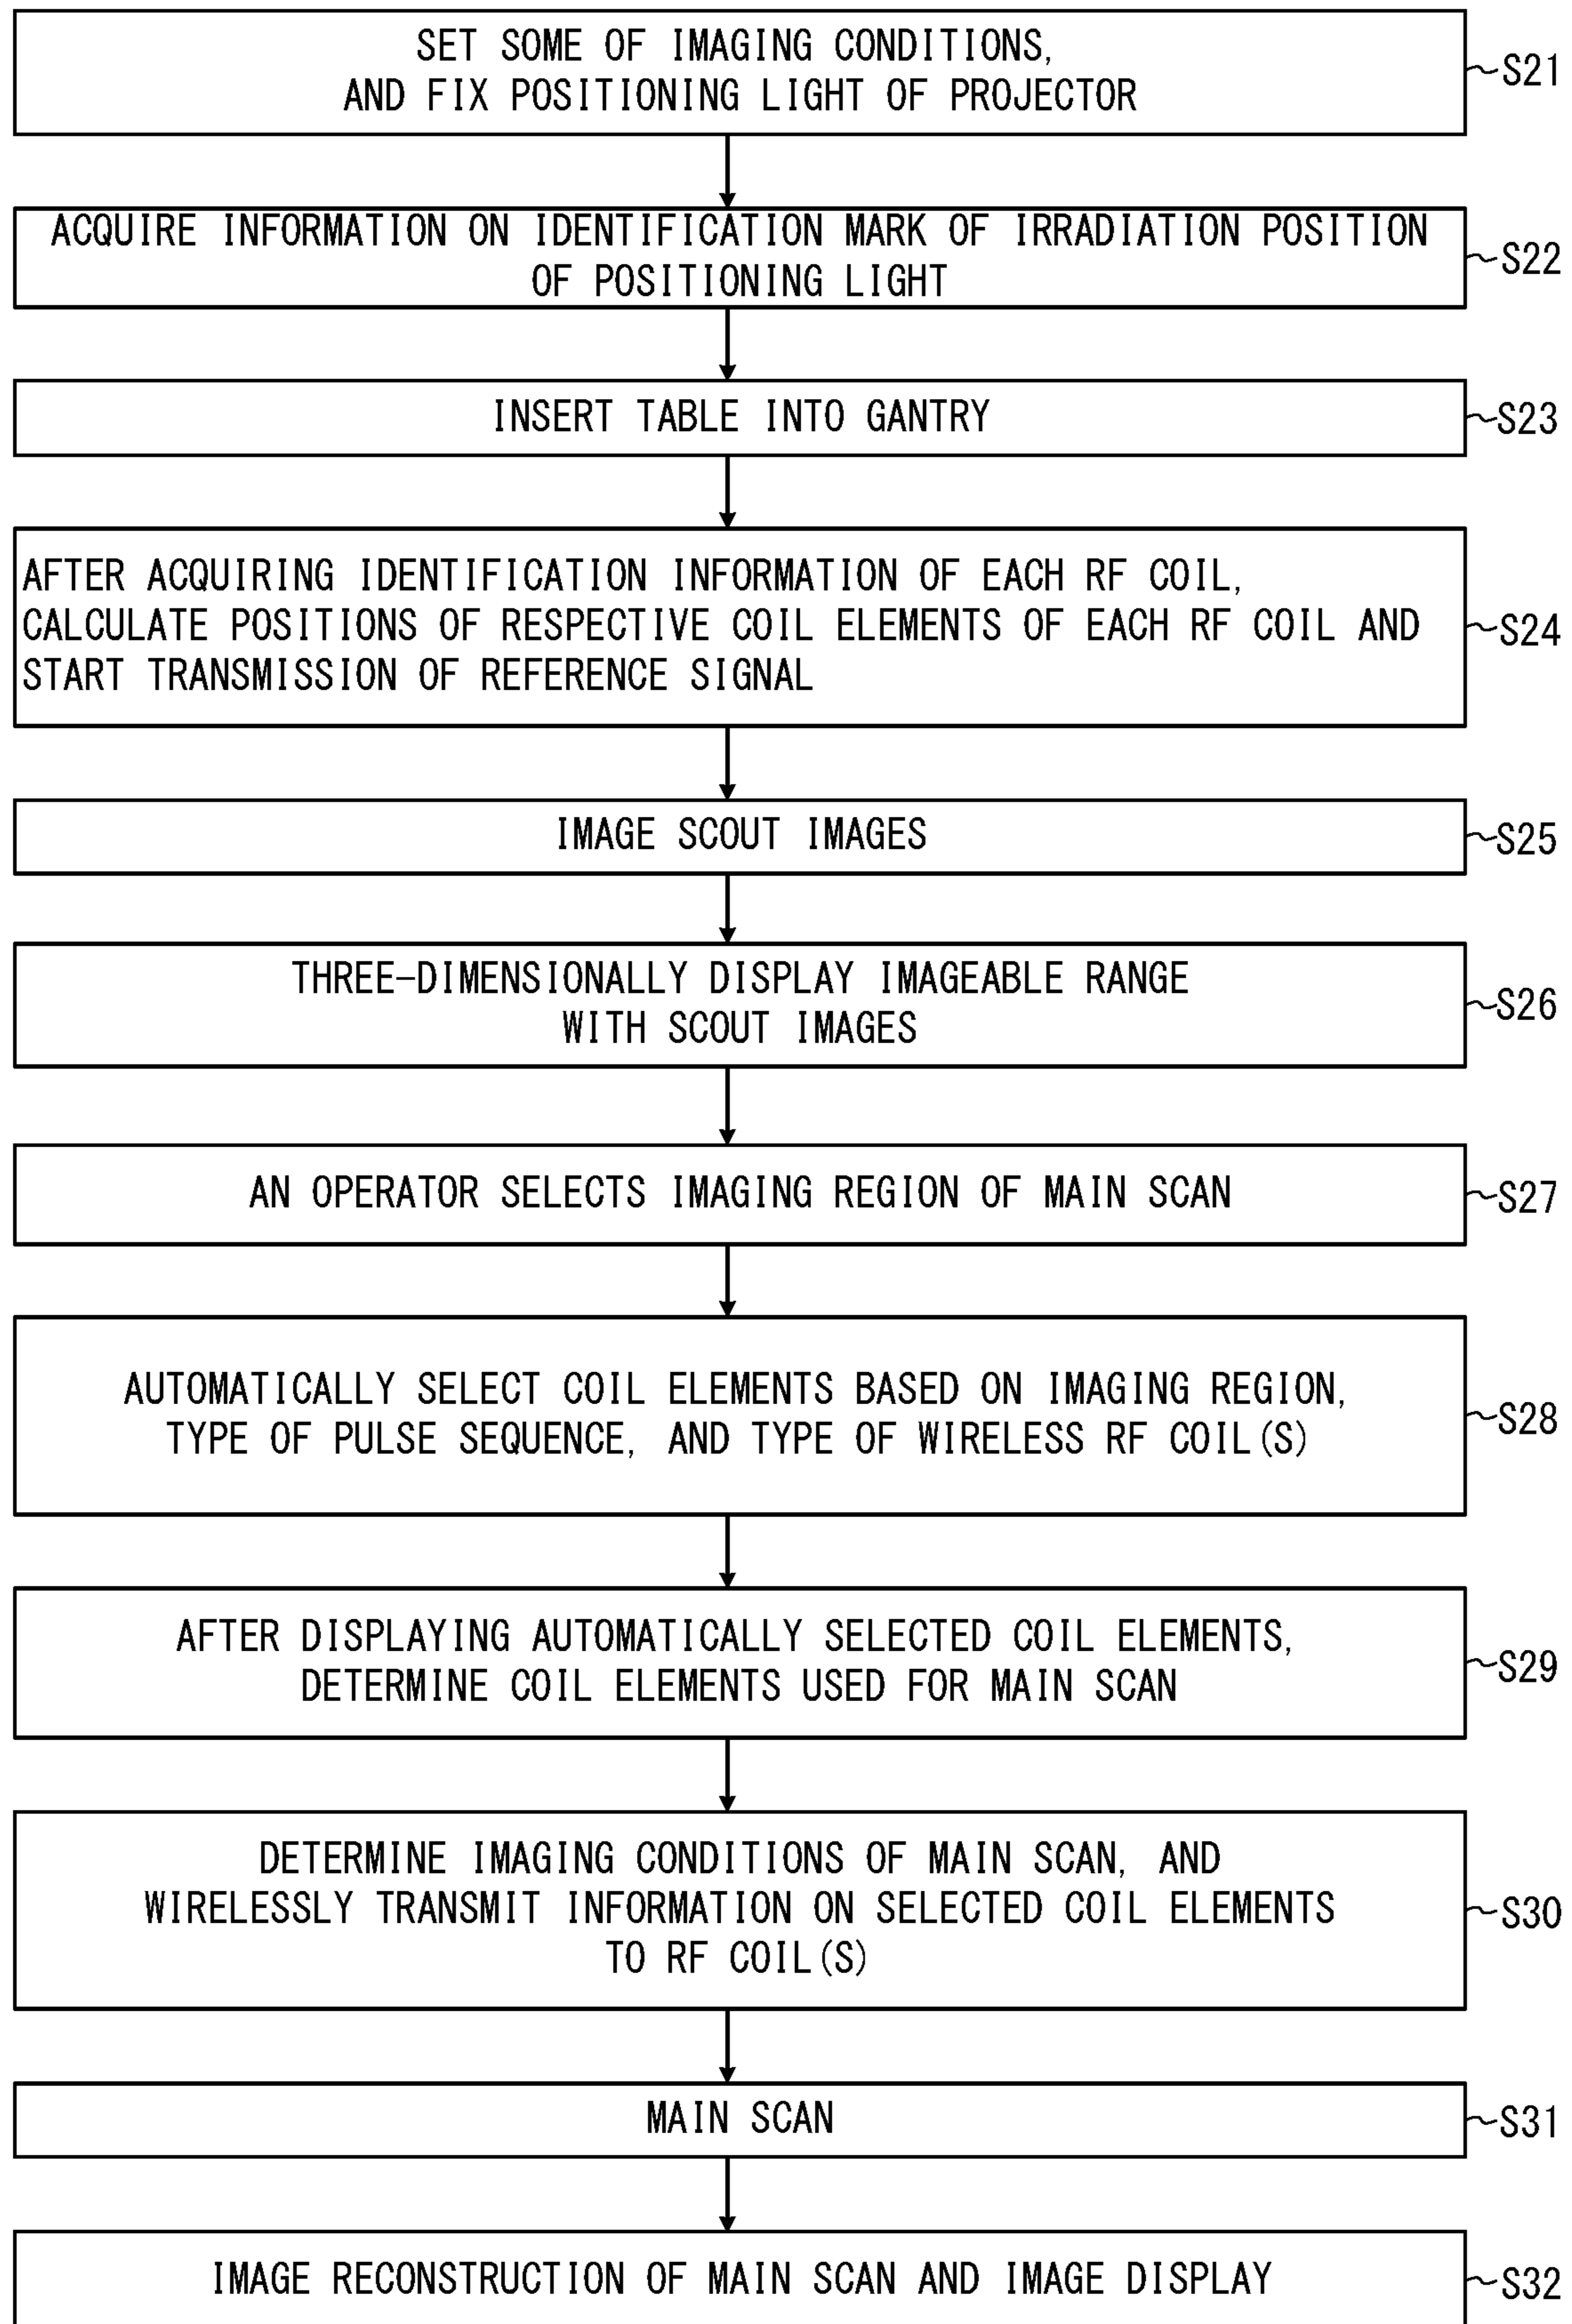 SET SOME OF IMAGING CONDITIONS,
AND FIX POSITIONING LIGHT OF PROJECTOR
S21
ACQUIRE INFORMATION ON IDENTIFICATION MARK OF IRRADIATION POSITION
OF POSITIONING LIGHT
S22
INSERT TABLE INTO GANTRY
S23
AFTER ACQUIRING IDENTIFICATION INFORMATION OF EACH RF COIL,
CALCULATE POSITIONS OF RESPECTIVE COIL ELEMENTS OF EACH RF COIL AND
START TRANSMISSION OF REFERENCE SIGNAL
S24
IMAGE SCOUT IMAGES
S25
THREE-DIMENSIONALLY DISPLAY IMAGEABLE RANGE
WITH SCOUT IMAGES
S26
AN OPERATOR SELECTS IMAGING REGION OF MAIN SCAN
S27
AUTOMATICALLY SELECT COIL ELEMENTS BASED ON IMAGING REGION,
TYPE OF PULSE SEQUENCE, AND TYPE OF WIRELESS RF COIL(S)
S28
AFTER DISPLAYING AUTOMATICALLY SELECTED COIL ELEMENTS,
DETERMINE COIL ELEMENTS USED FOR MAIN SCAN
S29
DETERMINE IMAGING CONDITIONS OF MAIN SCAN, AND
WIRELESSLY TRANSMIT INFORMATION ON SELECTED COIL ELEMENTS
TO RF COIL(S)
S30
MAIN SCAN
S31
IMAGE RECONSTRUCTION OF MAIN SCAN AND IMAGE DISPLAY
S32